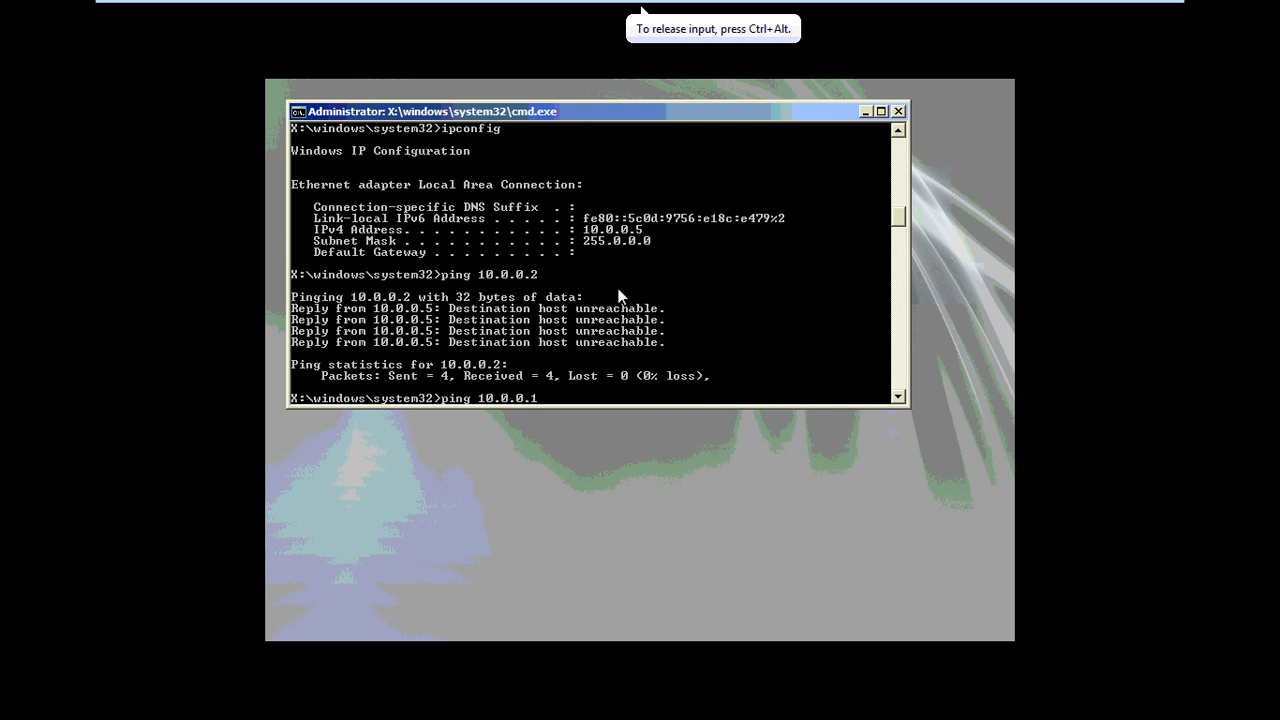 To release input, press Ctrl+Alt.
Administrator: X:\windows\system32\cmd.exe
X:\windows\system32>ipconfig
Windows IP Configuration
Ethernet adapter Local Area Connection:
Connection-specific DNS Suffix . :
Link-local IPv6 Address . . . . . : fe80::5c0d:9756:e18c:e479%2
IPv4 Address. . . . . . . . . . . : 10.0.0.5
Subnet Mask . . . . . . . . . . . : 255.0.0.0
Default Gateway . . . . . . . . . :
X:\windows\system32>ping 10.0.0.2
Pinging 10.0.0.2 with 32 bytes of data:
Reply from 10.0.0.5: Destination host unreachable.
Reply from 10.0.0.5: Destination host unreachable.
Reply from 10.0.0.5: Destination host unreachable.
Reply from 10.0.0.5: Destination host unreachable.
Ping statistics for 10.0.0.2:
Packets: Sent = 4, Received = 4, Lost = 0 (0% loss),
X:\windows\system32>ping 10.0.0.1